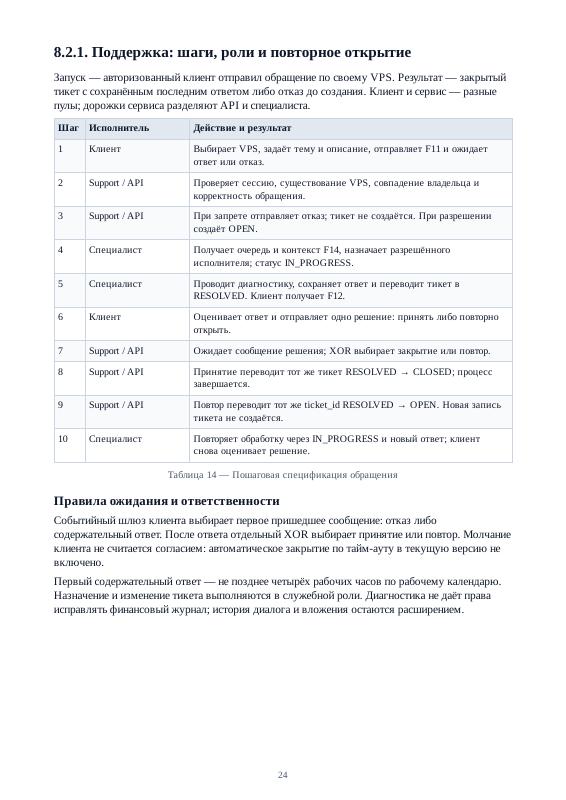 8.2.1. Поддержка: шаги, роли и повторное открытие
Запуск — авторизованный клиент отправил обращение по своему VPS. Результат — закрытый
тикет с сохранённым последним ответом либо отказ до создания. Клиент и сервис — разные
пулы; дорожки сервиса разделяют API и специалиста.
Шаг Исполнитель Действие и результат
1 Клиент Выбирает VPS, задаёт тему и описание, отправляет F11 и ожидает
ответ или отказ.
2 Support / API Проверяет сессию, существование VPS, совпадение владельца и
корректность обращения.
3 Support / API При запрете отправляет отказ; тикет не создаётся. При разрешении
создаёт OPEN.
4 Специалист Получает очередь и контекст F14, назначает разрешённого
исполнителя; статус IN_PROGRESS.
5 Специалист Проводит диагностику, сохраняет ответ и переводит тикет в
RESOLVED. Клиент получает F12.
6 Клиент Оценивает ответ и отправляет одно решение: принять либо повторно
открыть.
7 Support / API Ожидает сообщение решения; XOR выбирает закрытие или повтор.
8 Support / API Принятие переводит тот же тикет RESOLVED → CLOSED; процесс
завершается.
9 Support / API Повтор переводит тот же ticket_id RESOLVED → OPEN. Новая запись
тикета не создаётся.
10 Специалист Повторяет обработку через IN_PROGRESS и новый ответ; клиент
снова оценивает решение.
Таблица 14 — Пошаговая спецификация обращения
Правила ожидания и ответственности
Событийный шлюз клиента выбирает первое пришедшее сообщение: отказ либо
содержательный ответ. После ответа отдельный XOR выбирает принятие или повтор. Молчание
клиента не считается согласием: автоматическое закрытие по тайм-ауту в текущую версию не
включено.
Первый содержательный ответ — не позднее четырёх рабочих часов по рабочему календарю.
Назначение и изменение тикета выполняются в служебной роли. Диагностика не даёт права
исправлять финансовый журнал; история диалога и вложения остаются расширением.
24